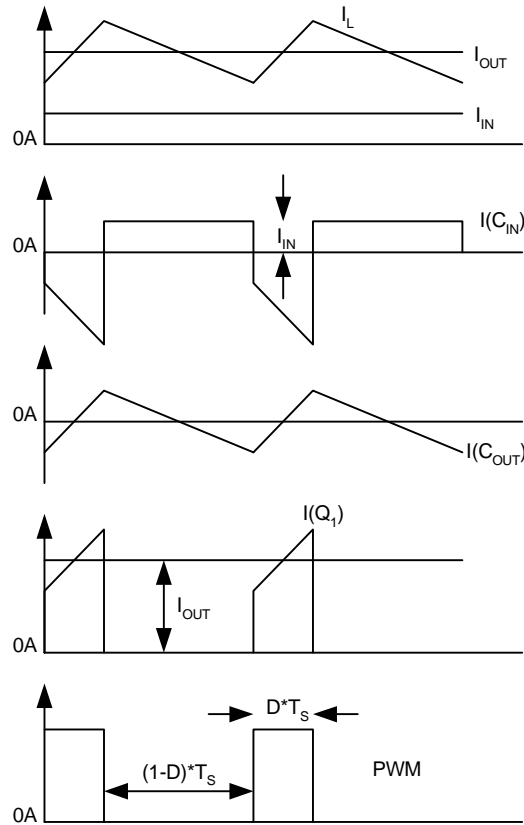 I_L
I_OUT
I_IN
0A
I(C_IN)
0A
I_IN
0A
I(C_OUT)
I(Q_1)
I_OUT
0A
D*T_S
(1-D)*T_S
PWM
0A